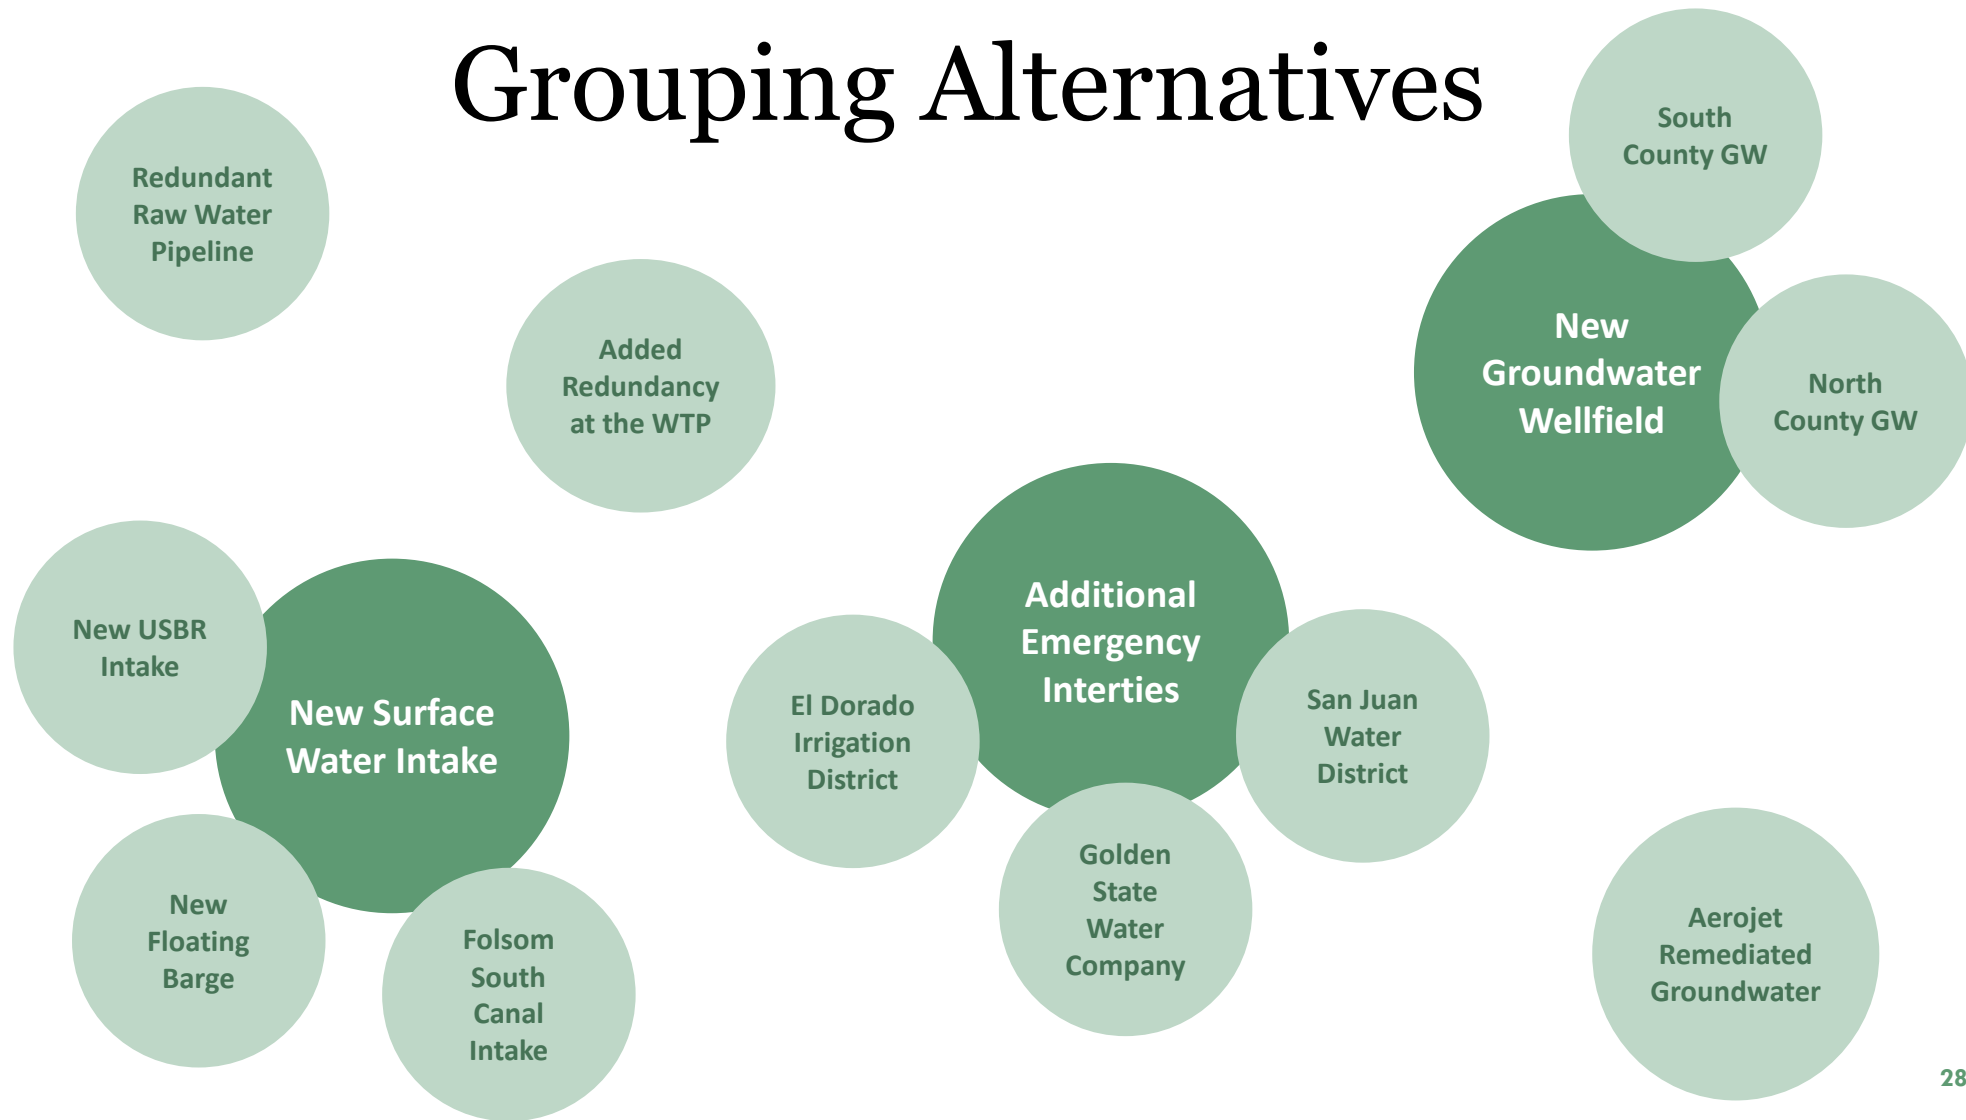 Grouping Alternatives
Redundant
Raw Water
Pipeline
Added
Redundancy
at the WTP
South
County GW
New
Groundwater
Wellfield
North
County GW
New USBR
Intake
New Surface
Water Intake
New
Floating
Barge
Folsom
South
Canal
Intake
Additional
Emergency
Interties
El Dorado
Irrigation
District
Golden
State
Water
Company
San Juan
Water
District
Aerojet
Remediated
Groundwater
28